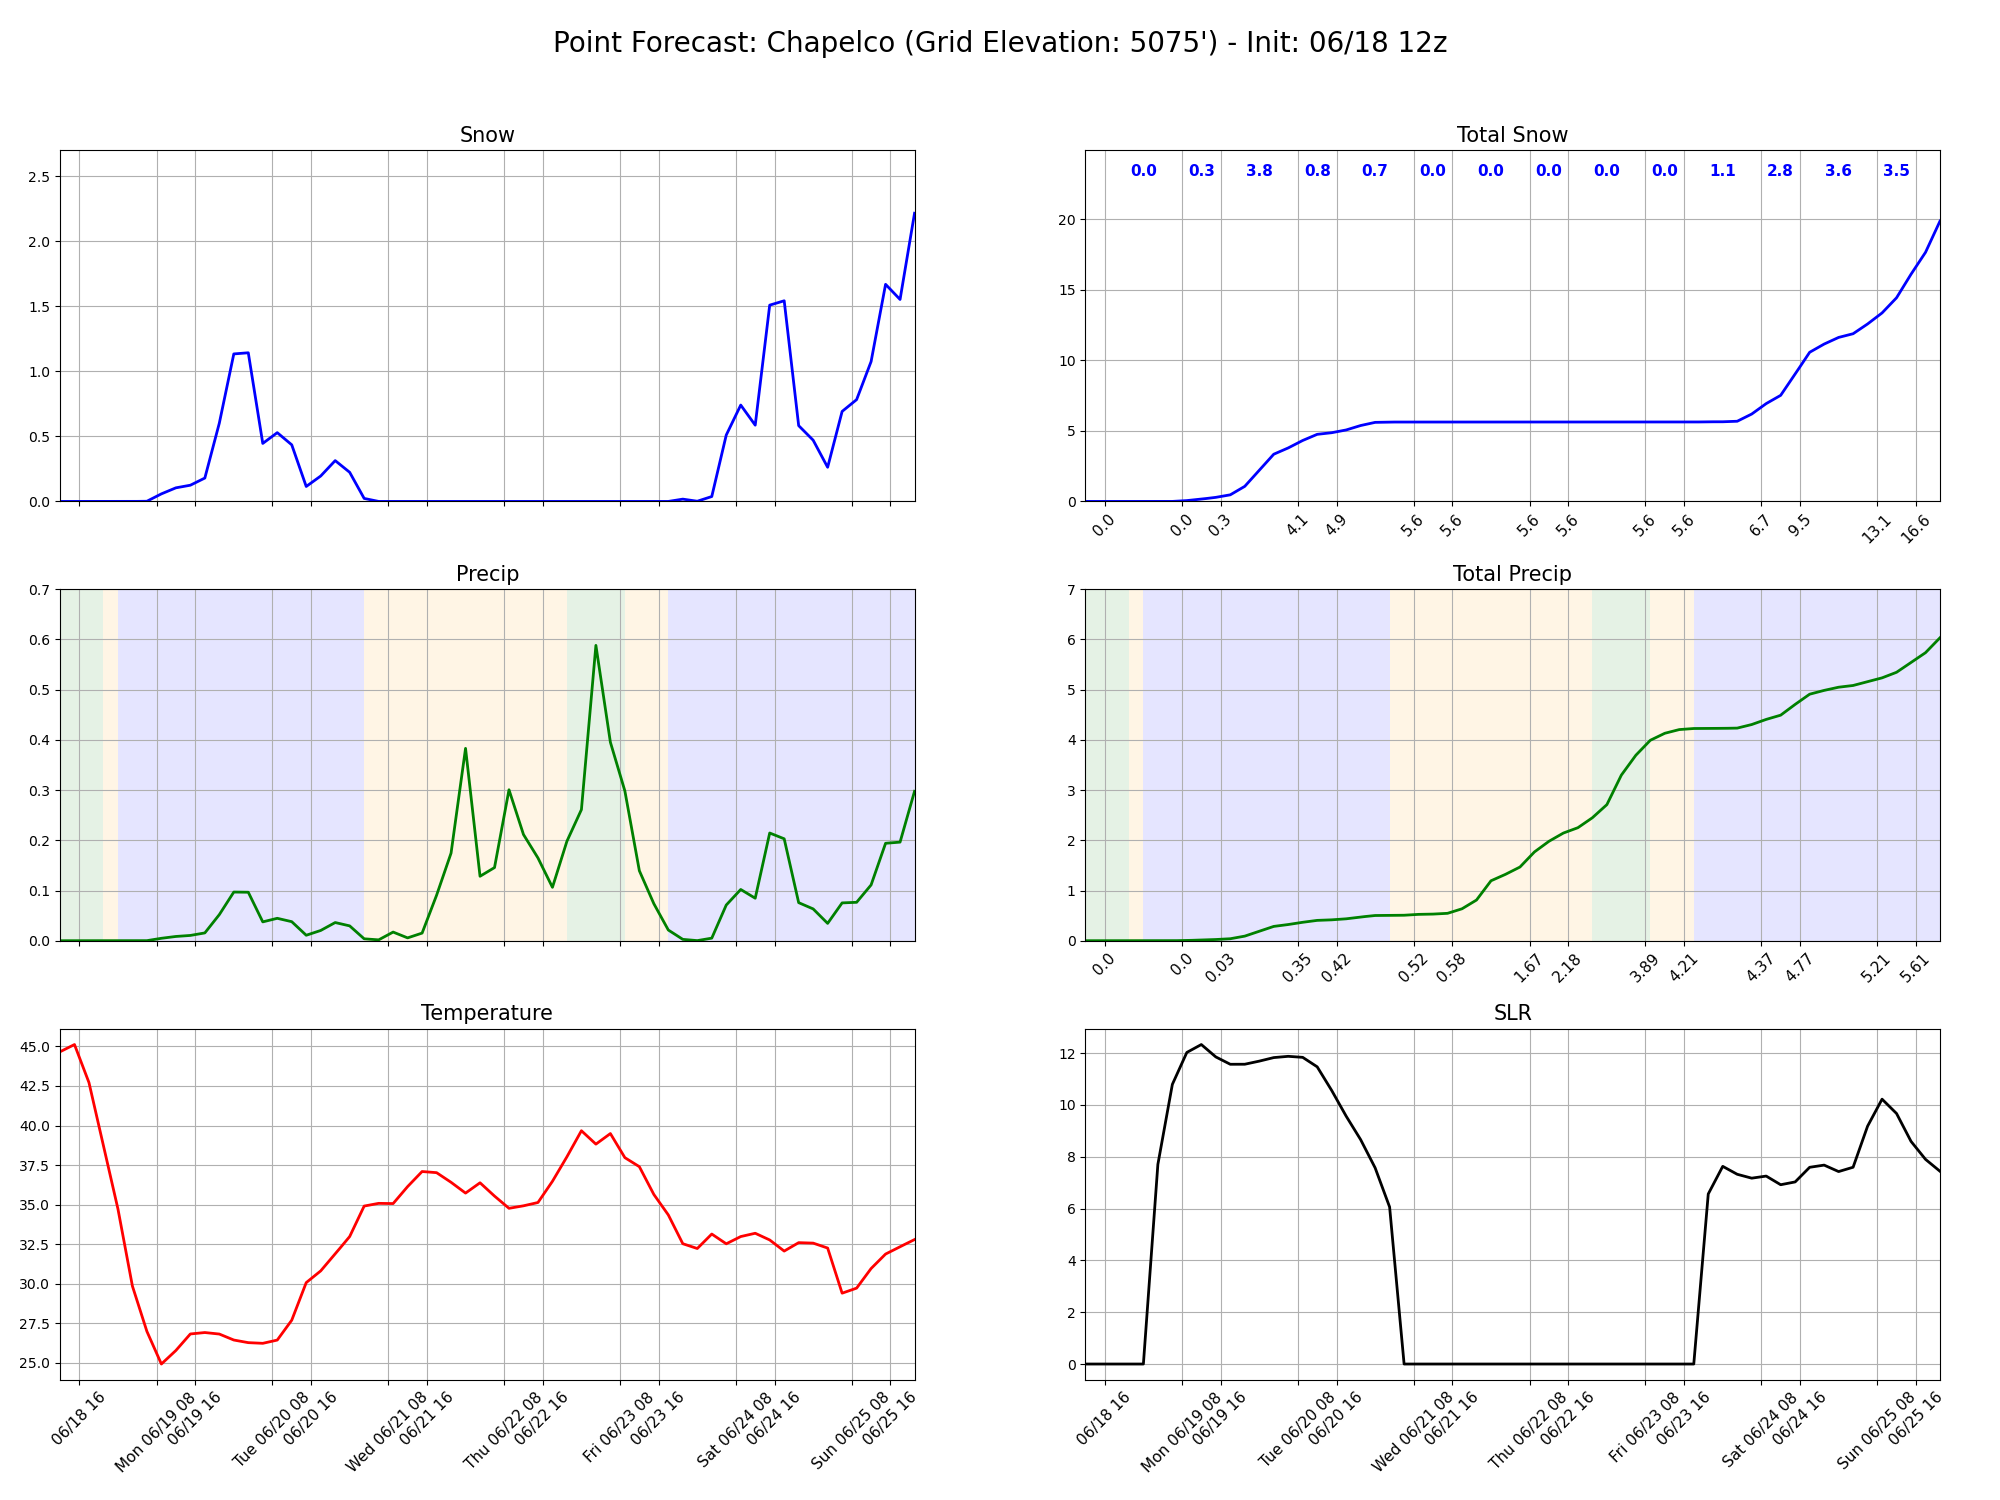 Point Forecast: Chapelco (Grid Elevation: 5075') - Init: 06/18 12z
Snow
2.5
2.0
1.5
1.0
0.5
0.0
Total Snow
0.0 0.3 3.8 0.8 0.7 0.0 0.0 0.0 0.0 0.0 1.1 2.8 3.6 3.5
20
15
10
5
0
0.0 0.0 0.3 4.1 4.9 5.6 5.6 5.6 5.6 5.6 5.6 6.7 9.5 13.1 16.6
Precip
0.7
0.6
0.5
0.4
0.3
0.2
0.1
0.0
Total Precip
7
6
5
4
3
2
1
0
0.0 0.0 0.03 0.35 0.42 0.52 0.58 1.67 2.18 3.89 4.21 4.37 4.77 5.21 5.61
Temperature
45.0
42.5
40.0
37.5
35.0
32.5
30.0
27.5
25.0
06/18 16
Mon 06/19 08
06/19 16
Tue 06/20 08
06/20 16
Wed 06/21 08
06/21 16
Thu 06/22 08
06/22 16
Fri 06/23 08
06/23 16
Sat 06/24 08
06/24 16
Sun 06/25 08
06/25 16
SLR
12
10
8
6
4
2
0
06/18 16
Mon 06/19 08
06/19 16
Tue 06/20 08
06/20 16
Wed 06/21 08
06/21 16
Thu 06/22 08
06/22 16
Fri 06/23 08
06/23 16
Sat 06/24 08
06/24 16
Sun 06/25 08
06/25 16